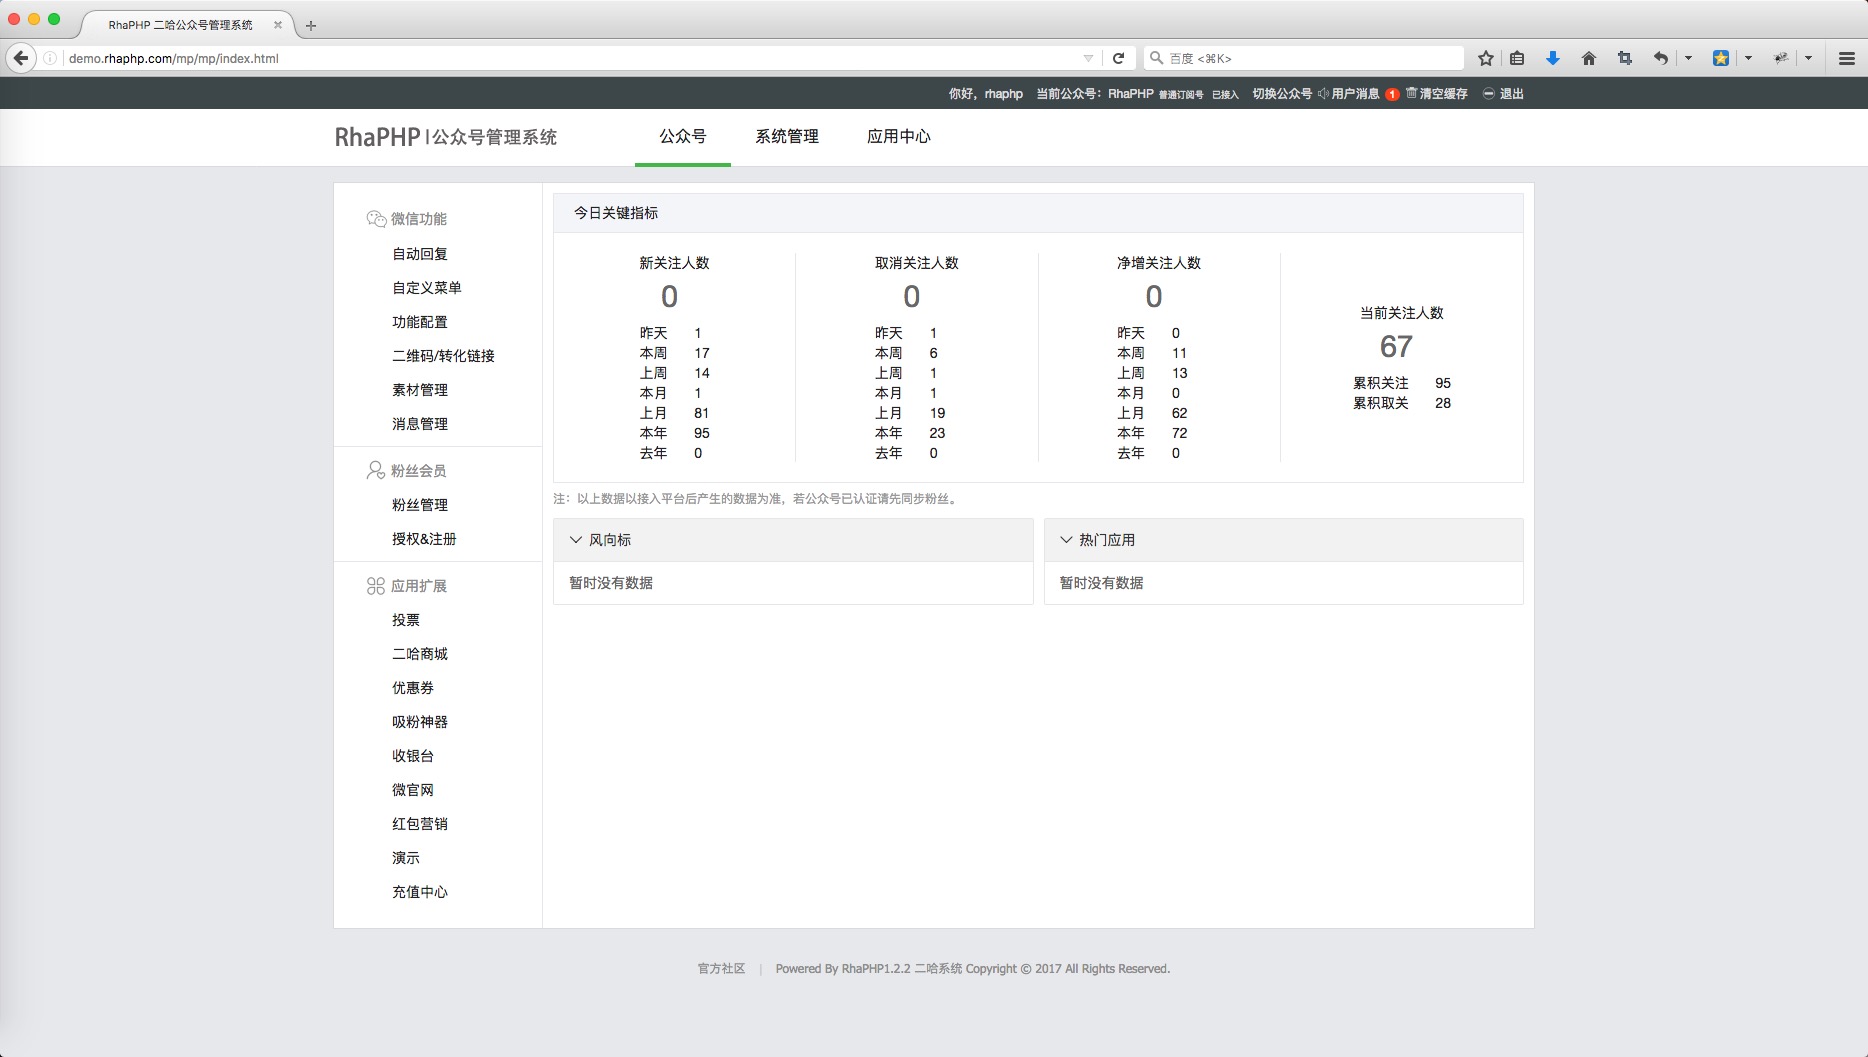 RhaPHP 二哈公众号管理系统
demo.rhaphp.com/mp/mp/index.html
百度 <⌘K>
你好，rhaphp 当前公众号：RhaPHP 普通订阅号 已接入 切换公众号 用户消息 1 清空缓存 退出
RhaPHP | 公众号管理系统 公众号 系统管理 应用中心
微信功能
自动回复
自定义菜单
功能配置
二维码/转化链接
素材管理
消息管理
粉丝会员
粉丝管理
授权&注册
应用扩展
投票
二哈商城
优惠券
吸粉神器
收银台
微官网
红包营销
演示
充值中心
今日关键指标
新关注人数
0
昨天 1
本周 17
上周 14
本月 1
上月 81
本年 95
去年 0
取消关注人数
0
昨天 1
本周 6
上周 1
本月 1
上月 19
本年 23
去年 0
净增关注人数
0
昨天 0
本周 11
上周 13
本月 0
上月 62
本年 72
去年 0
当前关注人数
67
累积关注 95
累积取关 28
注：以上数据以接入平台后产生的数据为准，若公众号已认证请先同步粉丝。
风向标
暂时没有数据
热门应用
暂时没有数据
官方社区 | Powered By RhaPHP1.2.2 二哈系统 Copyright © 2017 All Rights Reserved.